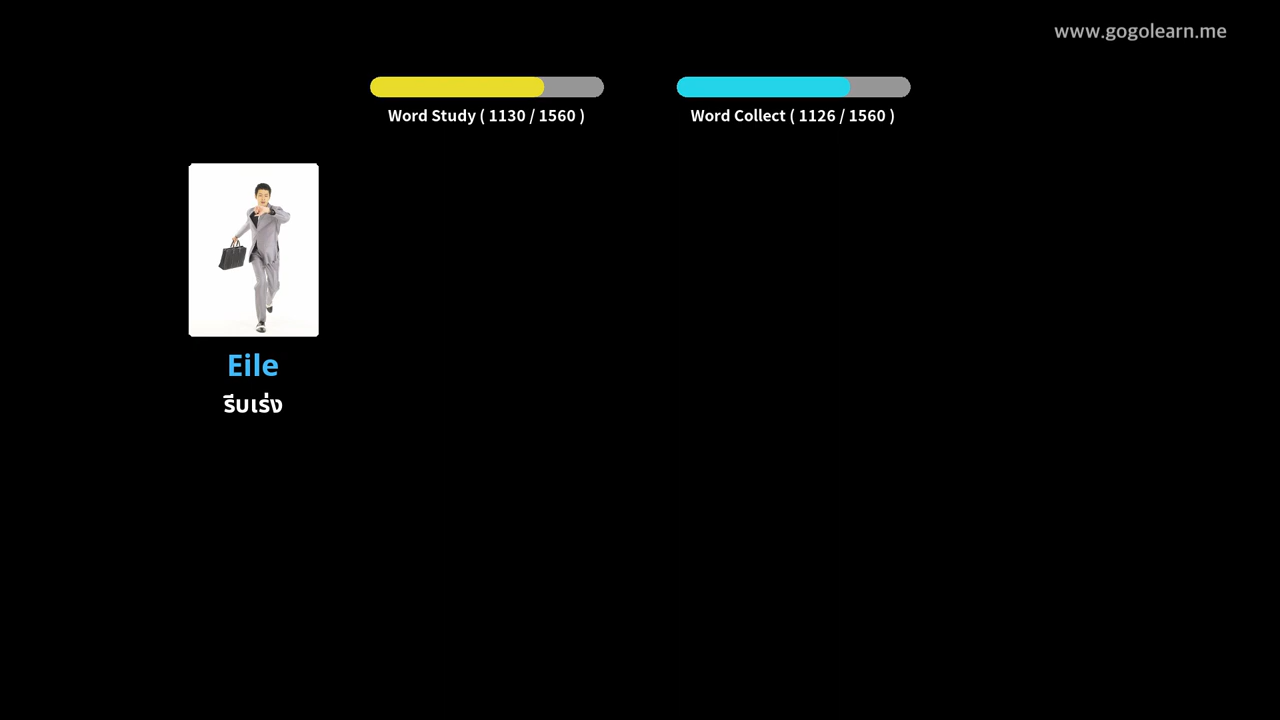 www.gogolearn.me
Word Study ( 1130 / 1560 )
Word Collect ( 1126 / 1560 )
Eile
รีบเร่ง